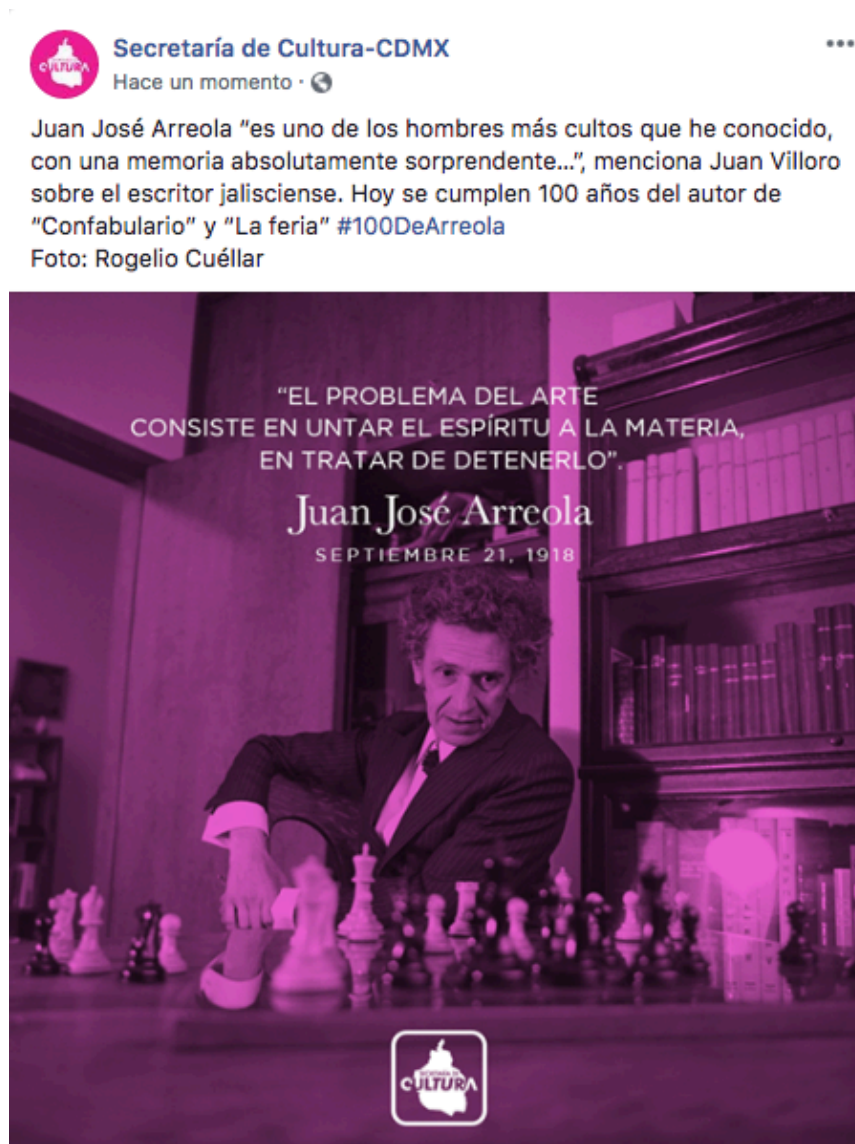 CULTURA
Secretaría de Cultura-CDMX
Hace un momento ·
Juan José Arreola “es uno de los hombres más cultos que he conocido,
con una memoria absolutamente sorprendente...”, menciona Juan Villoro
sobre el escritor jalisciense. Hoy se cumplen 100 años del autor de
“Confabulario” y “La feria” #100DeArreola
Foto: Rogelio Cuéllar
“EL PROBLEMA DEL ARTE
CONSISTE EN UNTAR EL ESPÍRITU A LA MATERIA,
EN TRATAR DE DETENERLO”.
Juan José Arreola
SEPTIEMBRE 21, 1918
SECRETARÍA DE
CULTURA